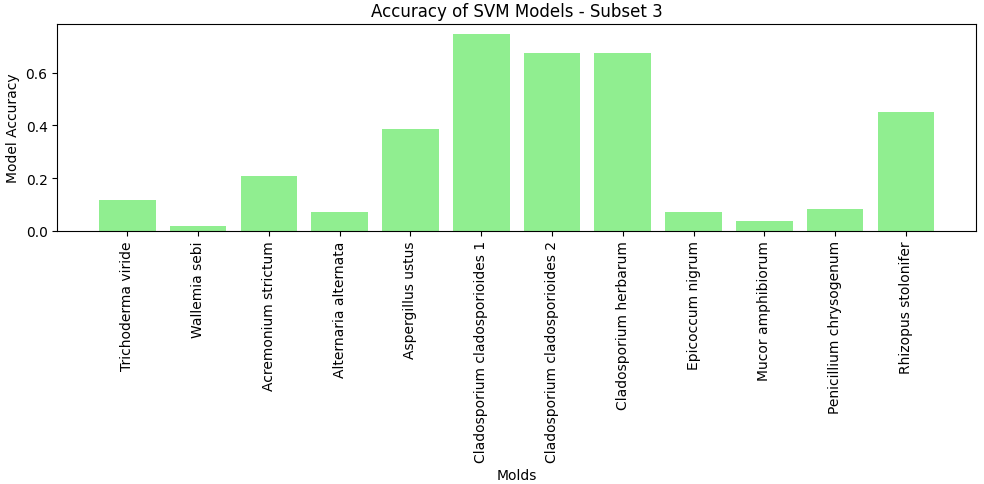 Accuracy of SVM Models - Subset 3
Model Accuracy
0.6
0.4
0.2
0.0
Trichoderma viride
Wallemia sebi
Acremonium strictum
Alternaria alternata
Aspergillus ustus
Cladosporium cladosporioides 1
Cladosporium cladosporioides 2
Cladosporium herbarum
Epicoccum nigrum
Mucor amphibiorum
Penicillium chrysogenum
Rhizopus stolonifer
Molds